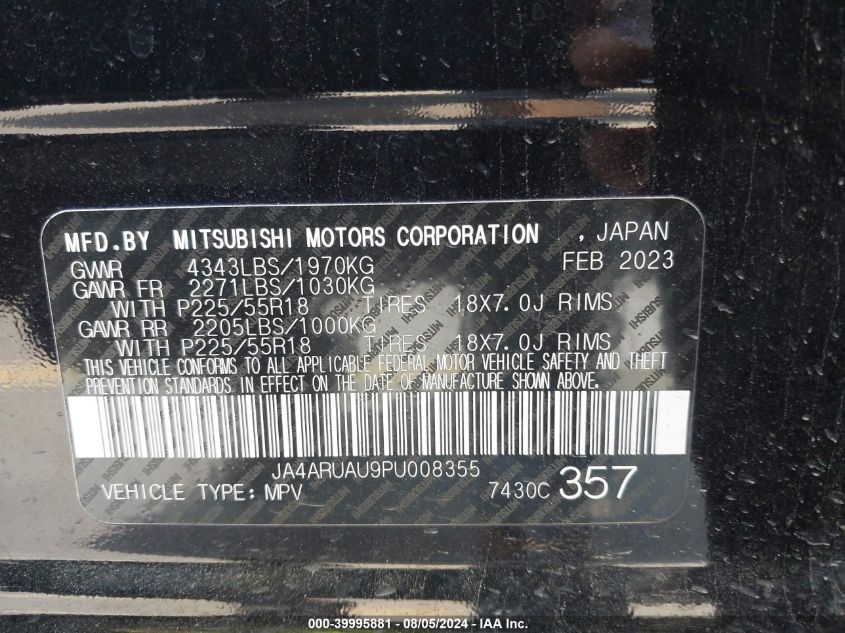 MFD.BY MITSUBISHI MOTORS CORPORATION , JAPAN
GVWR 4343LBS/1970KG FEB 2023
GAWR FR 2271LBS/1030KG
WITH P225/55R18 TIRES 18X7.0J RIMS
GAWR RR 2205LBS/1000KG
WITH P225/55R18 TIRES 18X7.0J RIMS
THIS VEHICLE CONFORMS TO ALL APPLICABLE FEDERAL MOTOR VEHICLE SAFETY AND THEFT
PREVENTION STANDARDS IN EFFECT ON THE DATE OF MANUFACTURE SHOWN ABOVE.
JA4ARUAU9PU008355
VEHICLE TYPE: MPV 7430C 357
000-39995881 - 08/05/2024 - IAA Inc.